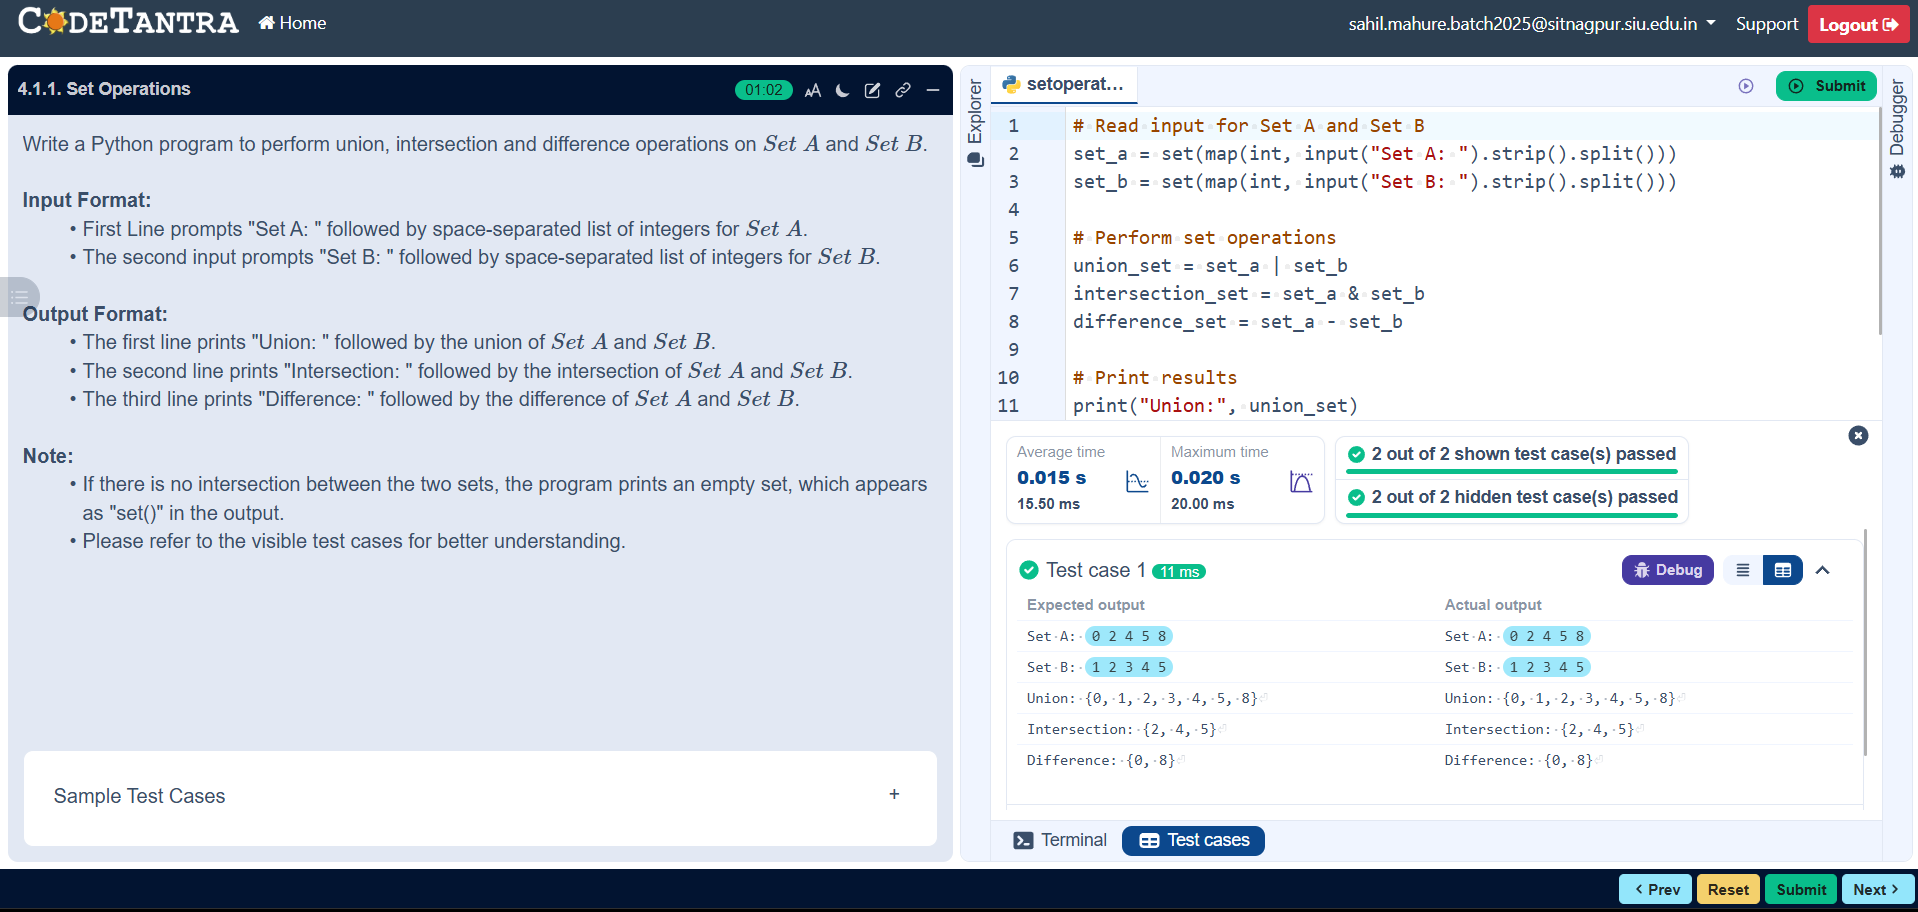 CODETANTRA
Home
sahil.mahure.batch2025@sitnagpur.siu.edu.in
Support
Logout
4.1.1. Set Operations
01:02
AA
Write a Python program to perform union, intersection and difference operations on Set A and Set B.
Input Format:
• First Line prompts "Set A: " followed by space-separated list of integers for Set A.
• The second input prompts "Set B: " followed by space-separated list of integers for Set B.
Output Format:
• The first line prints "Union: " followed by the union of Set A and Set B.
• The second line prints "Intersection: " followed by the intersection of Set A and Set B.
• The third line prints "Difference: " followed by the difference of Set A and Set B.
Note:
• If there is no intersection between the two sets, the program prints an empty set, which appears
as "set()" in the output.
• Please refer to the visible test cases for better understanding.
Sample Test Cases
+
Explorer
setoperat...
Submit
Debugger
1 # Read input for Set A and Set B
2 set_a = set(map(int, input("Set A: ").strip().split()))
3 set_b = set(map(int, input("Set B: ").strip().split()))
4
5 # Perform set operations
6 union_set = set_a | set_b
7 intersection_set = set_a & set_b
8 difference_set = set_a - set_b
9
10 # Print results
11 print("Union:", union_set)
Average time
0.015 s
15.50 ms
Maximum time
0.020 s
20.00 ms
2 out of 2 shown test case(s) passed
2 out of 2 hidden test case(s) passed
Test case 1 11 ms
Debug
Expected output Actual output
Set A: 0 2 4 5 8 Set A: 0 2 4 5 8
Set B: 1 2 3 4 5 Set B: 1 2 3 4 5
Union: {0, 1, 2, 3, 4, 5, 8} Union: {0, 1, 2, 3, 4, 5, 8}
Intersection: {2, 4, 5} Intersection: {2, 4, 5}
Difference: {0, 8} Difference: {0, 8}
Terminal
Test cases
< Prev
Reset
Submit
Next >